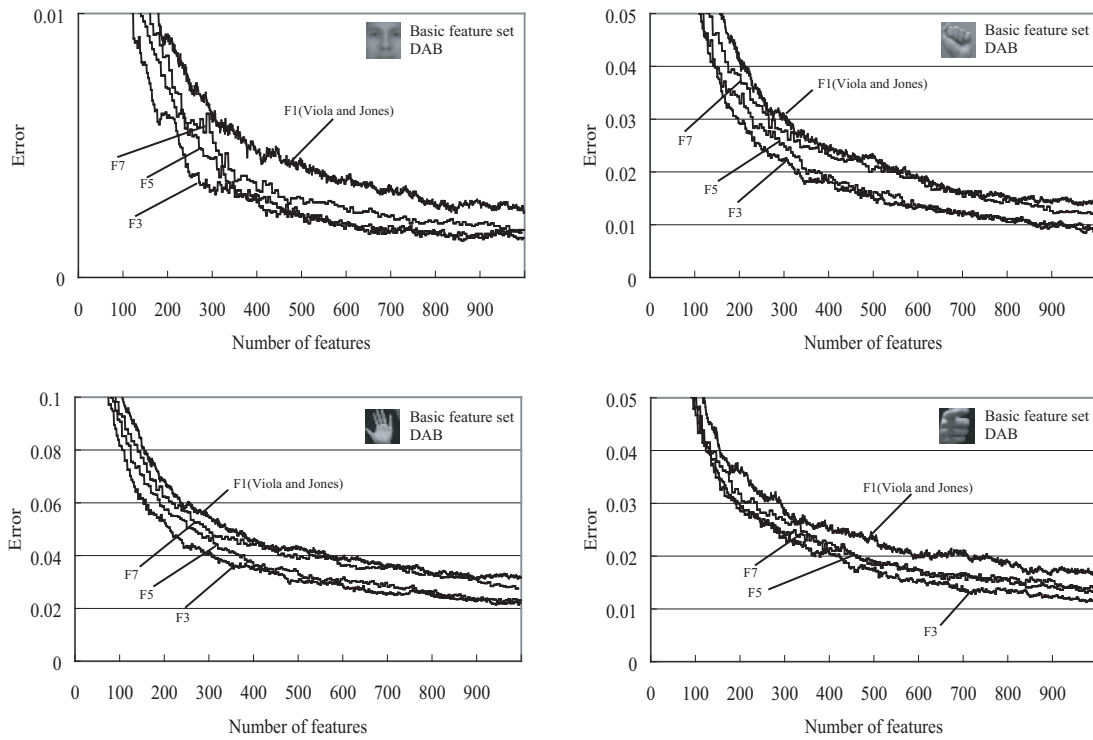 0.01
Basic feature set
DAB
F1(Viola and Jones)
Error
F7
F5
F3
0
0 100 200 300 400 500 600 700 800 900
Number of features
0.05
Basic feature set
DAB
0.04
F1(Viola and Jones)
0.03
F7
Error
0.02
F5
F3
0.01
0
0 100 200 300 400 500 600 700 800 900
Number of features
0.1
Basic feature set
DAB
0.08
F1(Viola and Jones)
0.06
Error
0.04
F7
F5
0.02
F3
0
0 100 200 300 400 500 600 700 800 900
Number of features
0.05
Basic feature set
DAB
0.04
F1(Viola and Jones)
0.03
Error
0.02
F7
F5
0.01
F3
0
0 100 200 300 400 500 600 700 800 900
Number of features